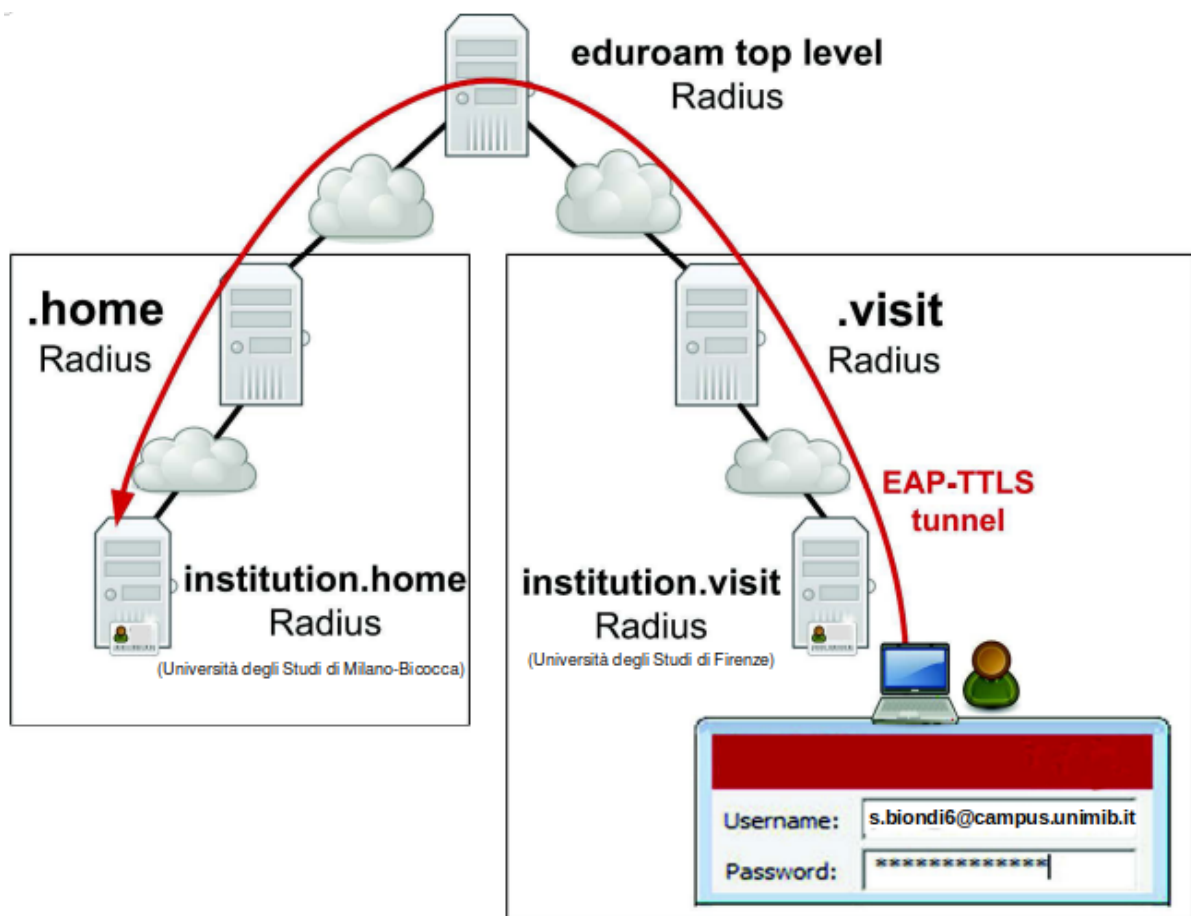 eduroam top level
Radius
.home
Radius
.visit
Radius
EAP-TTLS
tunnel
institution.home
Radius
(Università degli Studi di Milano-Bicocca)
institution.visit
Radius
(Università degli Studi di Firenze)
Username: s.biondi6@campus.unimib.it
Password: *************